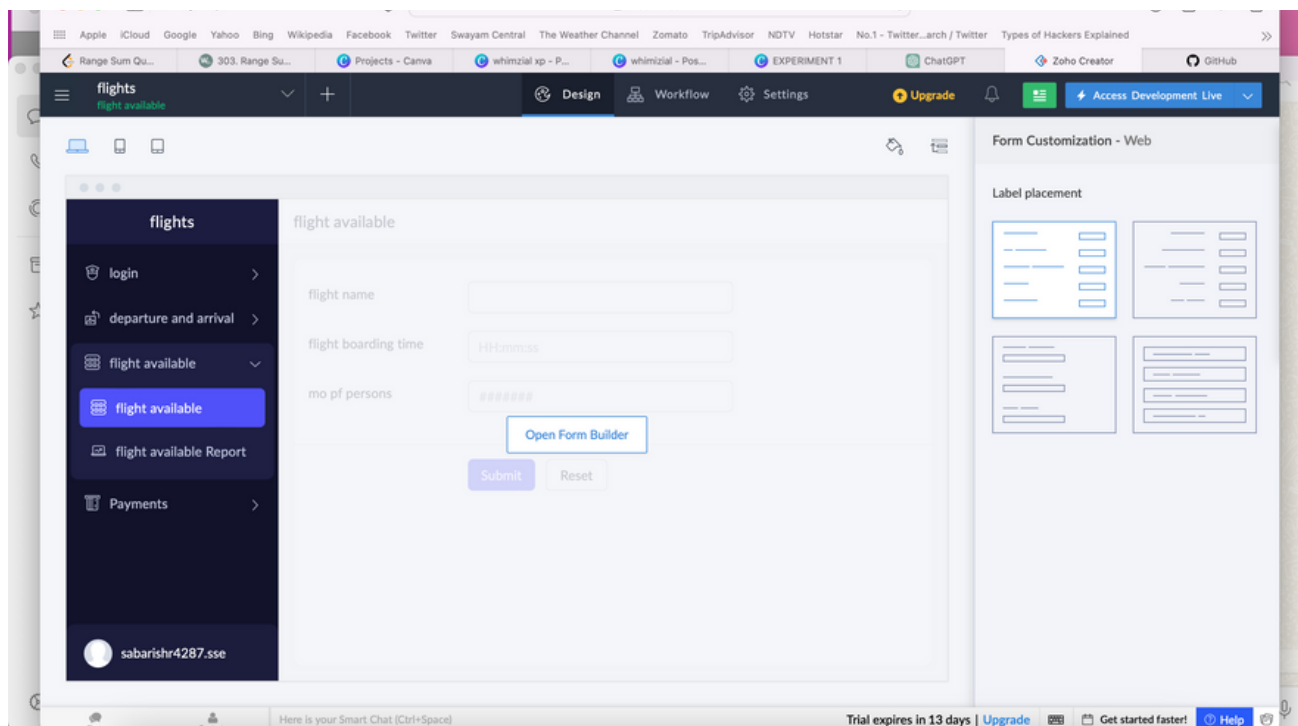 Apple iCloud Google Yahoo Bing Wikipedia Facebook Twitter Swayam Central The Weather Channel Zomato TripAdvisor NDTV Hotstar No.1 - Twitter...arch / Twitter Types of Hackers Explained
Range Sum Qu... 303. Range Su... Projects - Canva whimzial xp - P... whimizial - Pos... EXPERIMENT 1 ChatGPT Zoho Creator GitHub
flights
flight available
Design Workflow Settings Upgrade Access Development Live
Form Customization - Web
Label placement
flights
flight available
login
departure and arrival
flight available
flight available
flight available Report
Payments
sabarishr4287.sse
flight name
flight boarding time HH:mm:ss
mo pf persons #######
Open Form Builder
Submit Reset
Here is your Smart Chat (Ctrl+Space) Trial expires in 13 days | Upgrade Get started faster! Help